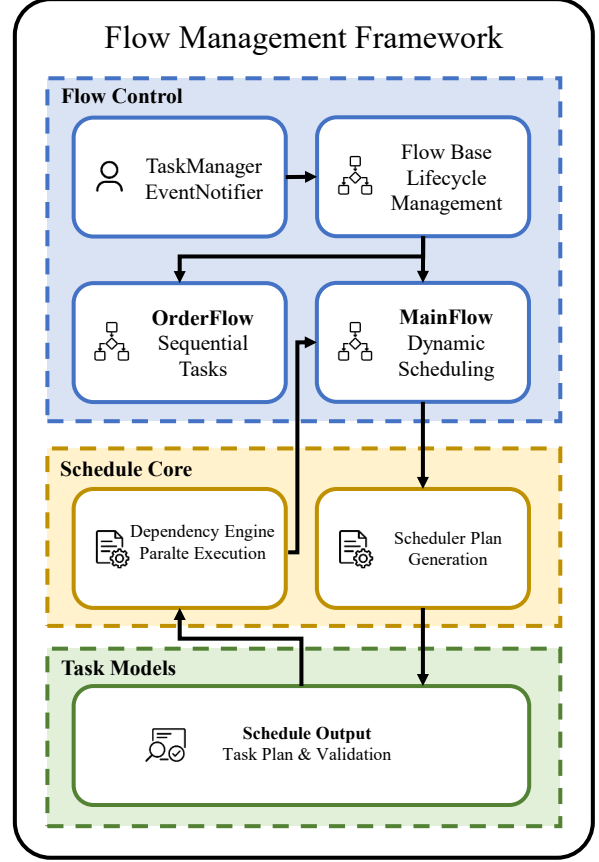 Flow Management Framework
Flow Control
TaskManager
EventNotifier
Flow Base
Lifecycle
Management
OrderFlow
Sequential
Tasks
MainFlow
Dynamic
Scheduling
Schedule Core
Dependency Engine
Paralte Execution
Scheduler Plan
Generation
Task Models
Schedule Output
Task Plan & Validation